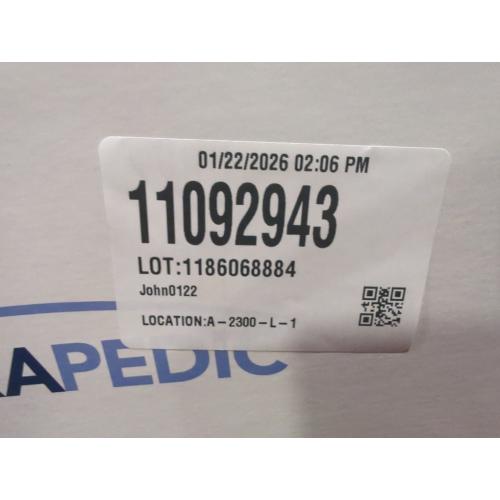 01/22/2026 02:06 PM
11092943
LOT:1186068884
John0122
LOCATION:A-2300-L-1
APEDIC